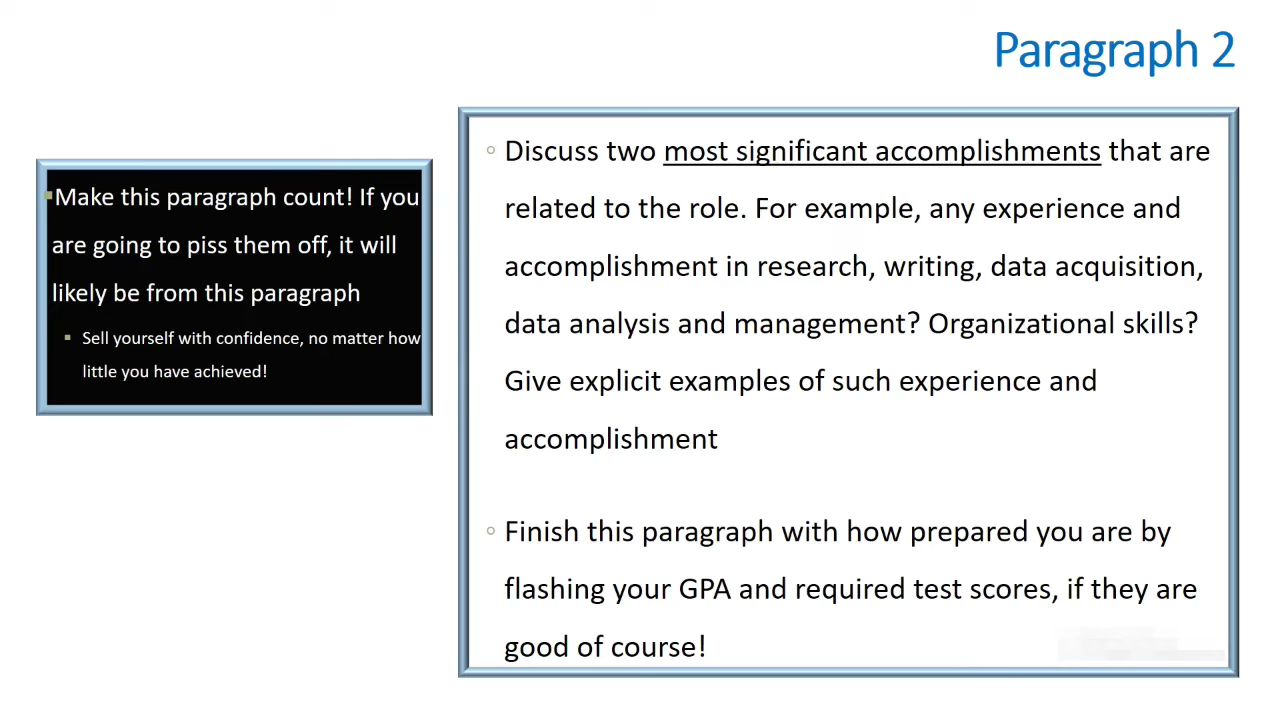 Paragraph 2
Make this paragraph count! If you
are going to piss them off, it will
likely be from this paragraph
Sell yourself with confidence, no matter how
little you have achieved!
Discuss two most significant accomplishments that are
related to the role. For example, any experience and
accomplishment in research, writing, data acquisition,
data analysis and management? Organizational skills?
Give explicit examples of such experience and
accomplishment
Finish this paragraph with how prepared you are by
flashing your GPA and required test scores, if they are
good of course!